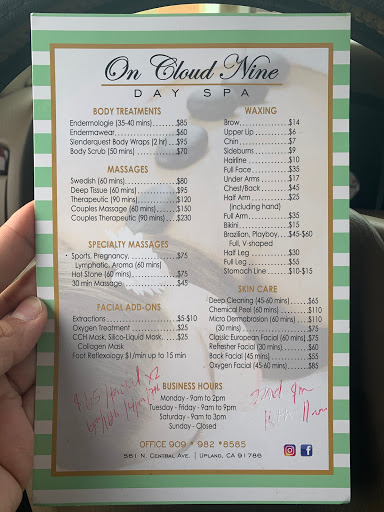 On Cloud Nine
DAY SPA
BODY TREATMENTS
Endermologie (35-40 mins)..........$85
Endermawear.............$60
Slenderquest Body Wraps (2 hr)...$95
Body Scrub (50 mins)...........$70
MASSAGES
Swedish (60 mins)..............$80
Deep Tissue (60 mins)..........$95
Therapeutic (90 mins).........$120
Couples Massage (60 mins).......$150
Couples Therapeutic (90 mins)....$230
SPECIALTY MASSAGES
Sports, Pregnancy..............$75
Lymphatic, Aroma (60 mins)
Hot Stone (60 mins)............$75
30 min Massage................$45
FACIAL ADD-ONS
Extractions..................$5-$10
Oxygen Treatment..............$25
CCH Mask, Silico-Liquid Mask....$25
Collagen Mask
Foot Reflexology $1/min up to 15 min
WAXING
Brow.....................$14
Upper Lip.................$6
Chin......................$7
Sideburns.................$9
Hairline.................$10
Full Face.................$35
Under Arms................$17
Chest/Back................$45
Half Arm..................$25
(including hand)
Full Arm..................$35
Bikini....................$15
Brazilian, Playboy....$45-$60
Full, V-shaped
Half Leg..................$30
Full Leg..................$55
Stomach Line..........$10-$15
SKIN CARE
Deep Cleaning (45-60 mins)......$65
Chemical Peel (60 mins)........$110
Micro Dermabrosion (60 mins)....$110
(30 mins)...................$75
Classic European Facial (60 mins).$75
Refresher Facial (30 mins)......$60
Back Facial (45 mins)..........$55
Oxygen Facial (45-60 mins)......$85
BUSINESS HOURS
Monday - 9am to 2pm
Tuesday - Friday - 9am to 9pm
Saturday - 9am to 3pm
Sunday - Closed
OFFICE 909 * 982 *8585
561 N. Central Ave. | Upland, CA 91786